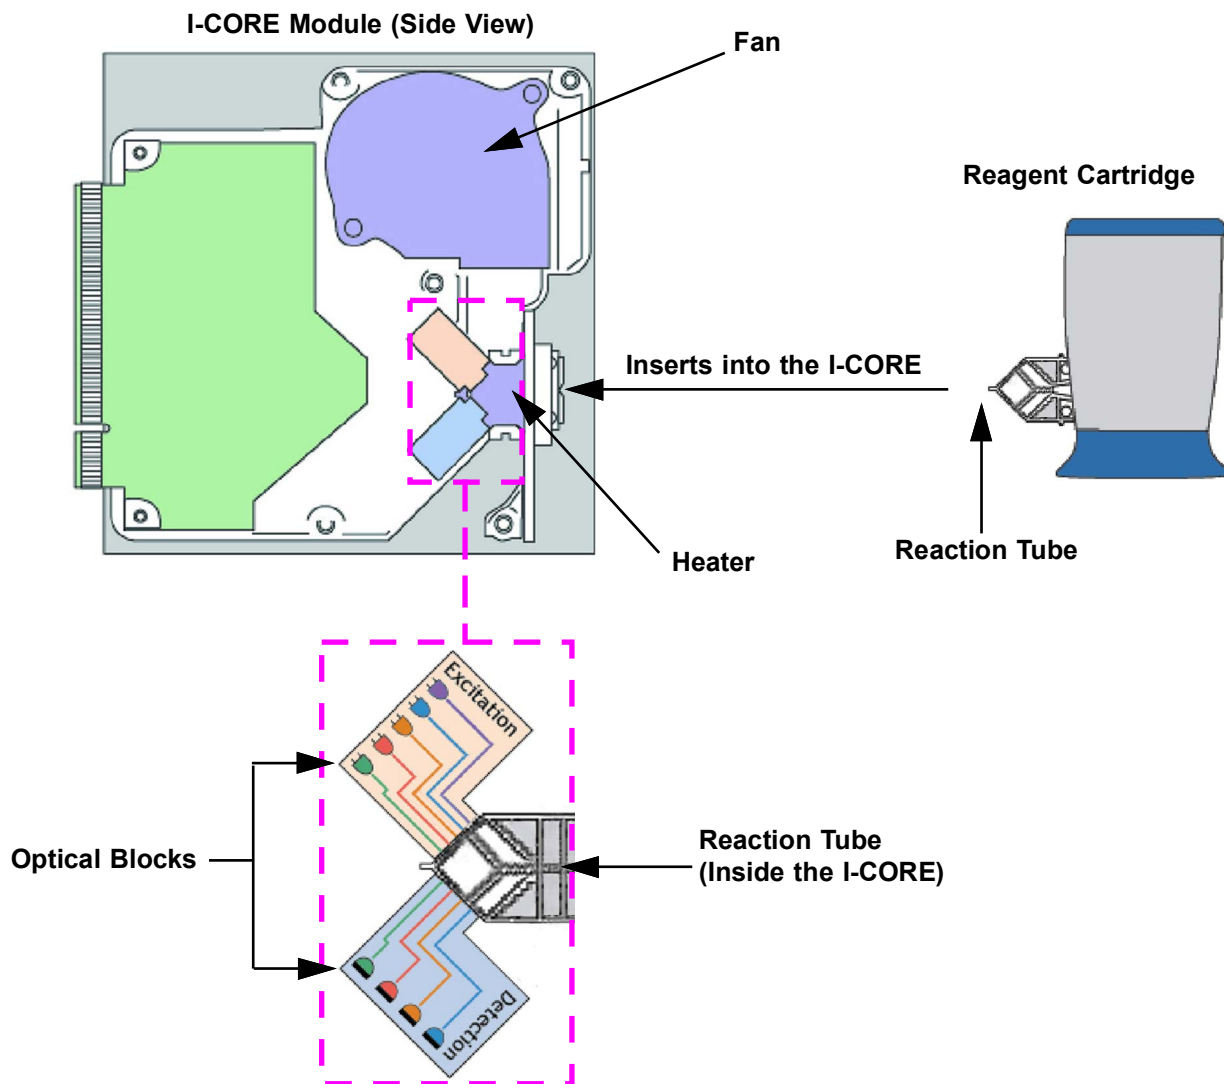 I-CORE Module (Side View)
Fan
Reagent Cartridge
Inserts into the I-CORE
Reaction Tube
Heater
Excitation
Optical Blocks
Reaction Tube
(Inside the I-CORE)
Detection